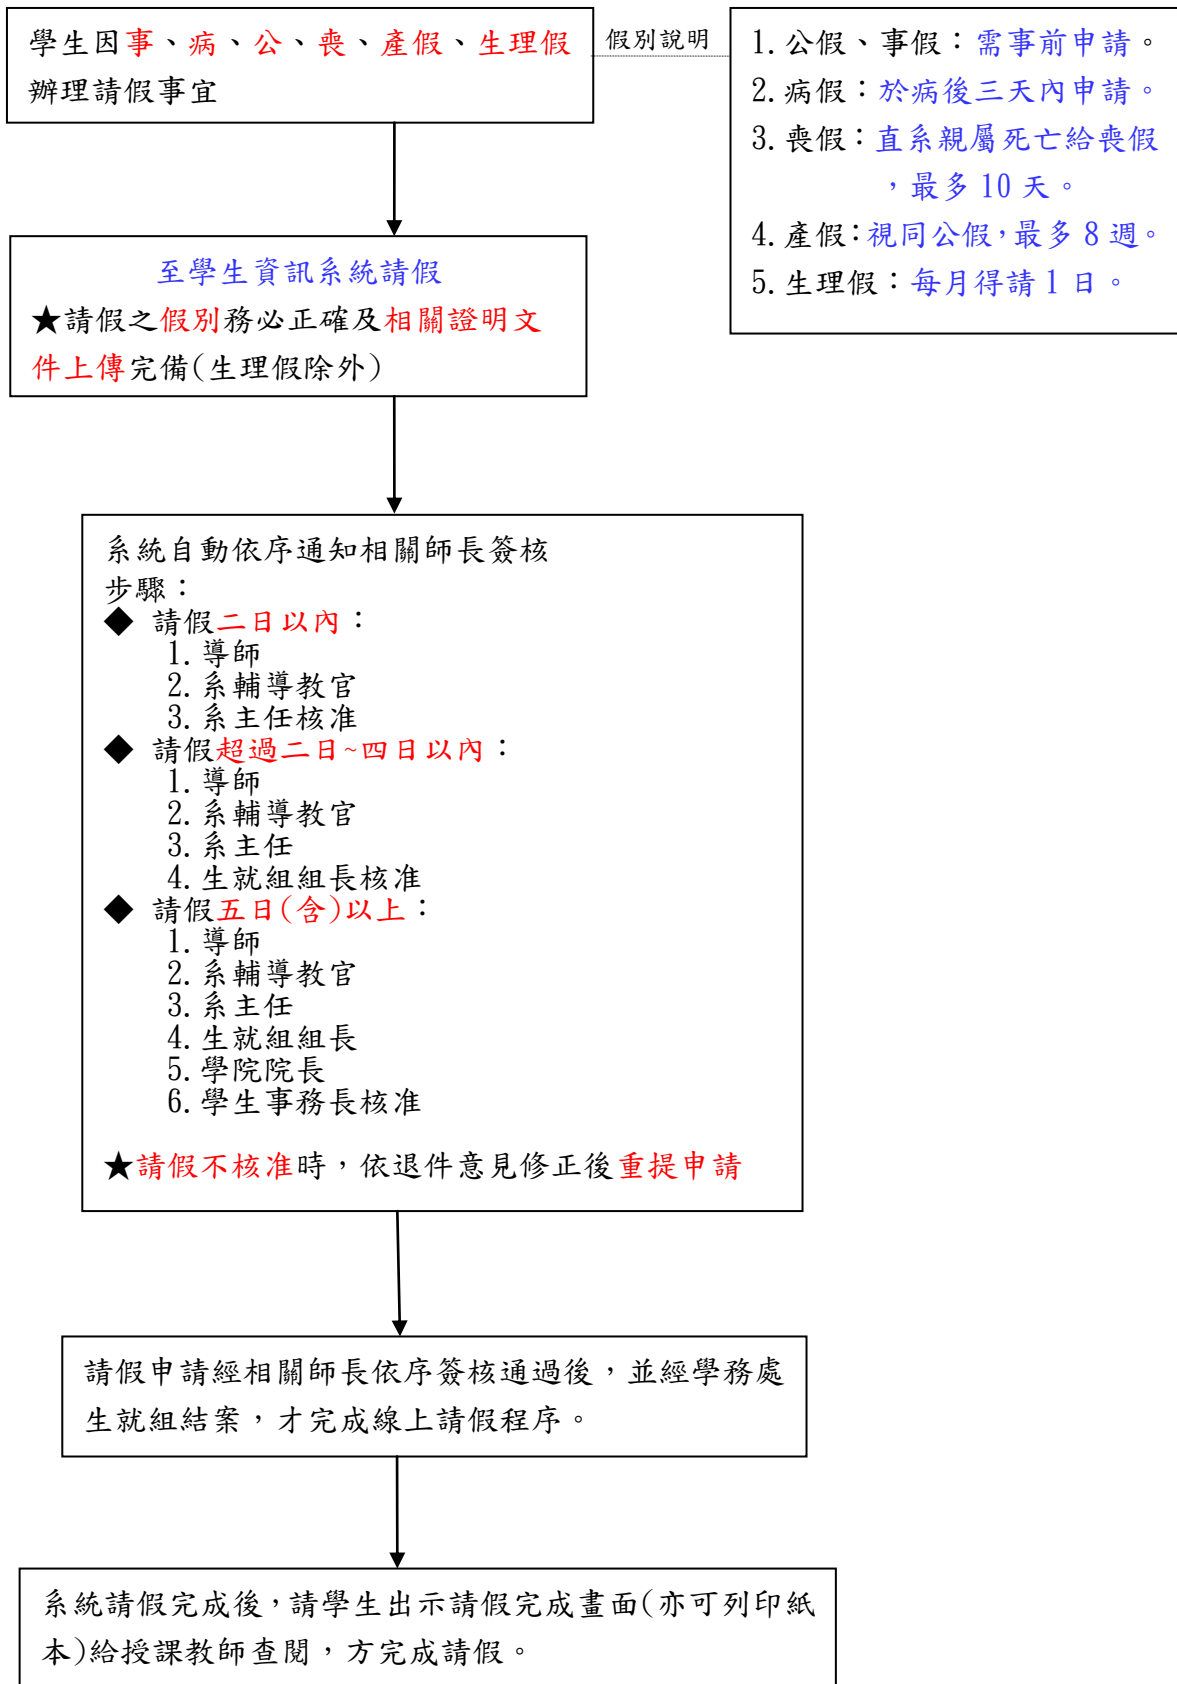 學生因事、病、公、喪、產假、生理假
辦理請假事宜
假別說明
1.公假、事假：需事前申請。
2.病假：於病後三天內申請。
3.喪假：直系親屬死亡給喪假
，最多 10 天。
4.產假：視同公假，最多 8 週。
5.生理假：每月得請 1 日。
至學生資訊系統請假
★請假之假別務必正確及相關證明文
件上傳完備(生理假除外)
系統自動依序通知相關師長簽核
步驟：
◆ 請假二日以內：
1.導師
2.系輔導教官
3.系主任核准
◆ 請假超過二日~四日以內：
1.導師
2.系輔導教官
3.系主任
4.生就組組長核准
◆ 請假五日(含)以上：
1.導師
2.系輔導教官
3.系主任
4.生就組組長
5.學院院長
6.學生事務長核准
★請假不核准時，依退件意見修正後重提申請
請假申請經相關師長依序簽核通過後，並經學務處
生就組結案，才完成線上請假程序。
系統請假完成後，請學生出示請假完成畫面(亦可列印紙
本)給授課教師查閱，方完成請假。